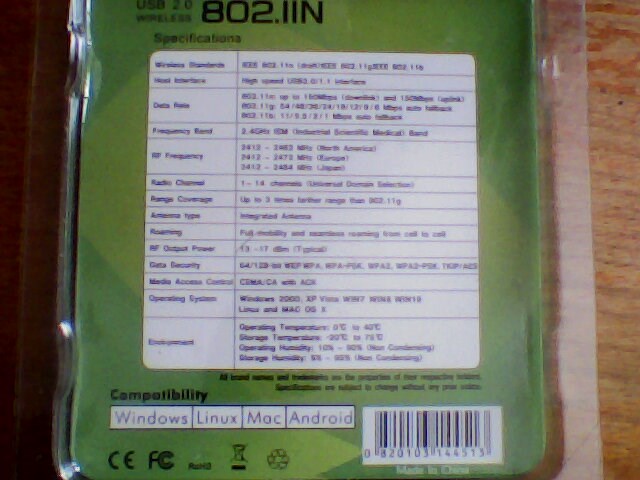 USB 2.0
WIRELESS 802.11N
Specifications
Wireless Standards IEEE 802.11n (draft)IEEE 802.11gIEEE 802.11b
Host Interface High speed USB2.0/1.1 interface
Data Rate 802.11n: up to 150Mbps (downlink) and 150Mbps (uplink)
802.11g: 54/48/36/24/18/12/9/6 Mbps auto fallback
802.11b: 11/5.5/2/1 Mbps auto fallback
Frequency Band 2.4GHz ISM (Industrial Scientific Medical) Band
RF Frequency 2412 - 2462 MHz (North America)
2412 - 2472 MHz (Europe)
2412 - 2484 MHz (Japan)
Radio Channel 1 - 14 channels (Universal Domain Selection)
Range Coverage Up to 3 times farther range than 802.11g
Antenna type Integrated Antenna
Roaming Full mobility and seamless roaming from cell to cell
RF Output Power 13 -17 dBm (Typical)
Data Security 64/128-bit WEP WPA, WPA-PSK, WPA2, WPA2-PSK, TKIP/AES
Media Access Control CSMA/CA with ACK
Operating System Windows 2000, XP Vista WIN7 WIN8 WIN10
Linux and MAC OS X
Environment Operating Temperature: 0℃ to 40℃
Storage Temperature: -20℃ to 70℃
Operating Humidity: 10% - 90% (Non Condensing)
Storage Humidity: 5% - 90% (Non Condensing)
All brand names and trademarks are the properties of their respective holders.
Specifications are subject to change without any prior notice.
Compatibility
Windows Linux Mac Android
CE FC RoHS
0 820103 144513
Made In China